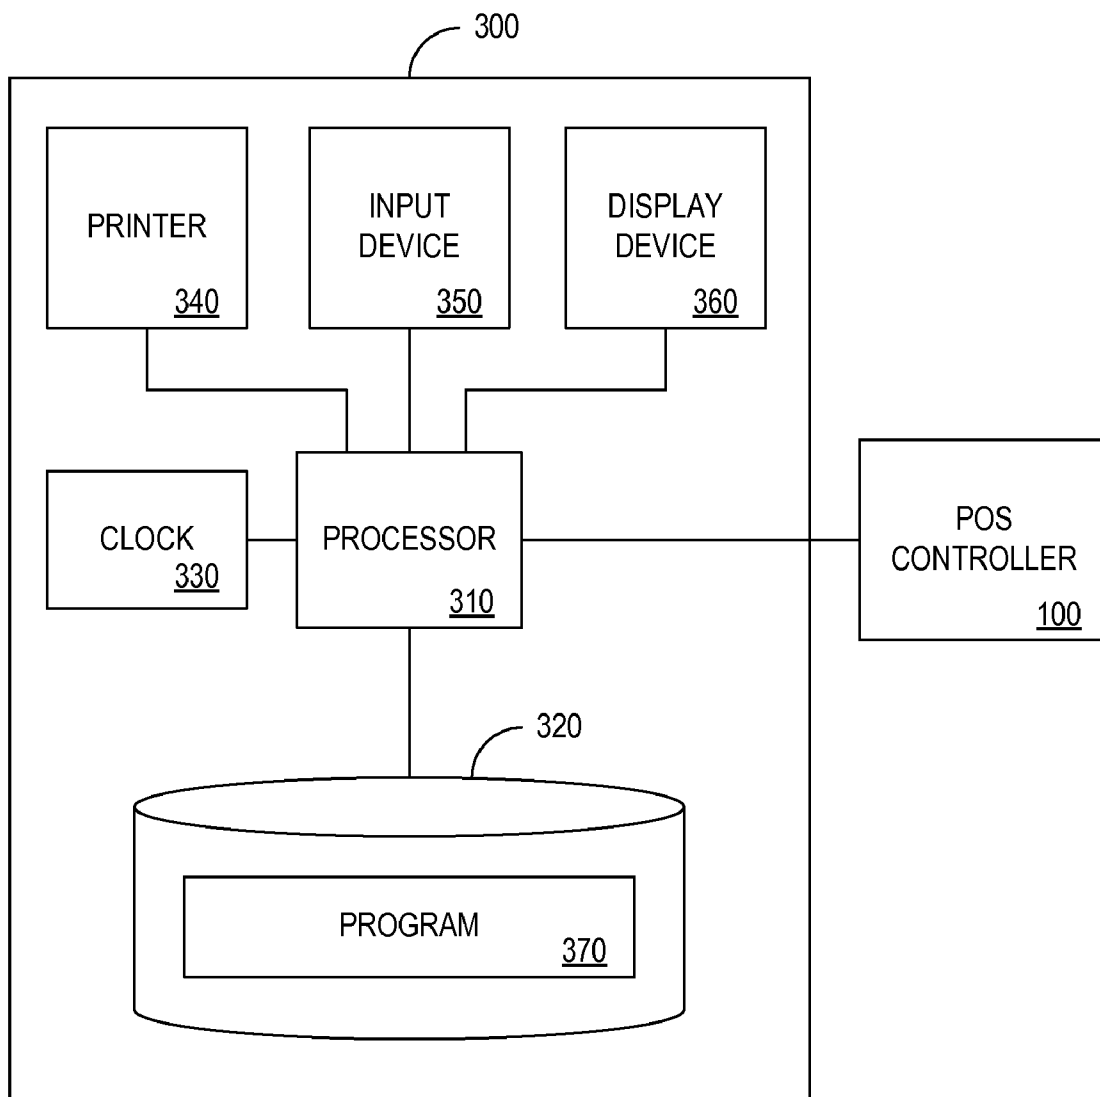 300
PRINTER
340
INPUT
DEVICE
350
DISPLAY
DEVICE
360
CLOCK
330
PROCESSOR
310
POS
CONTROLLER
100
320
PROGRAM
370